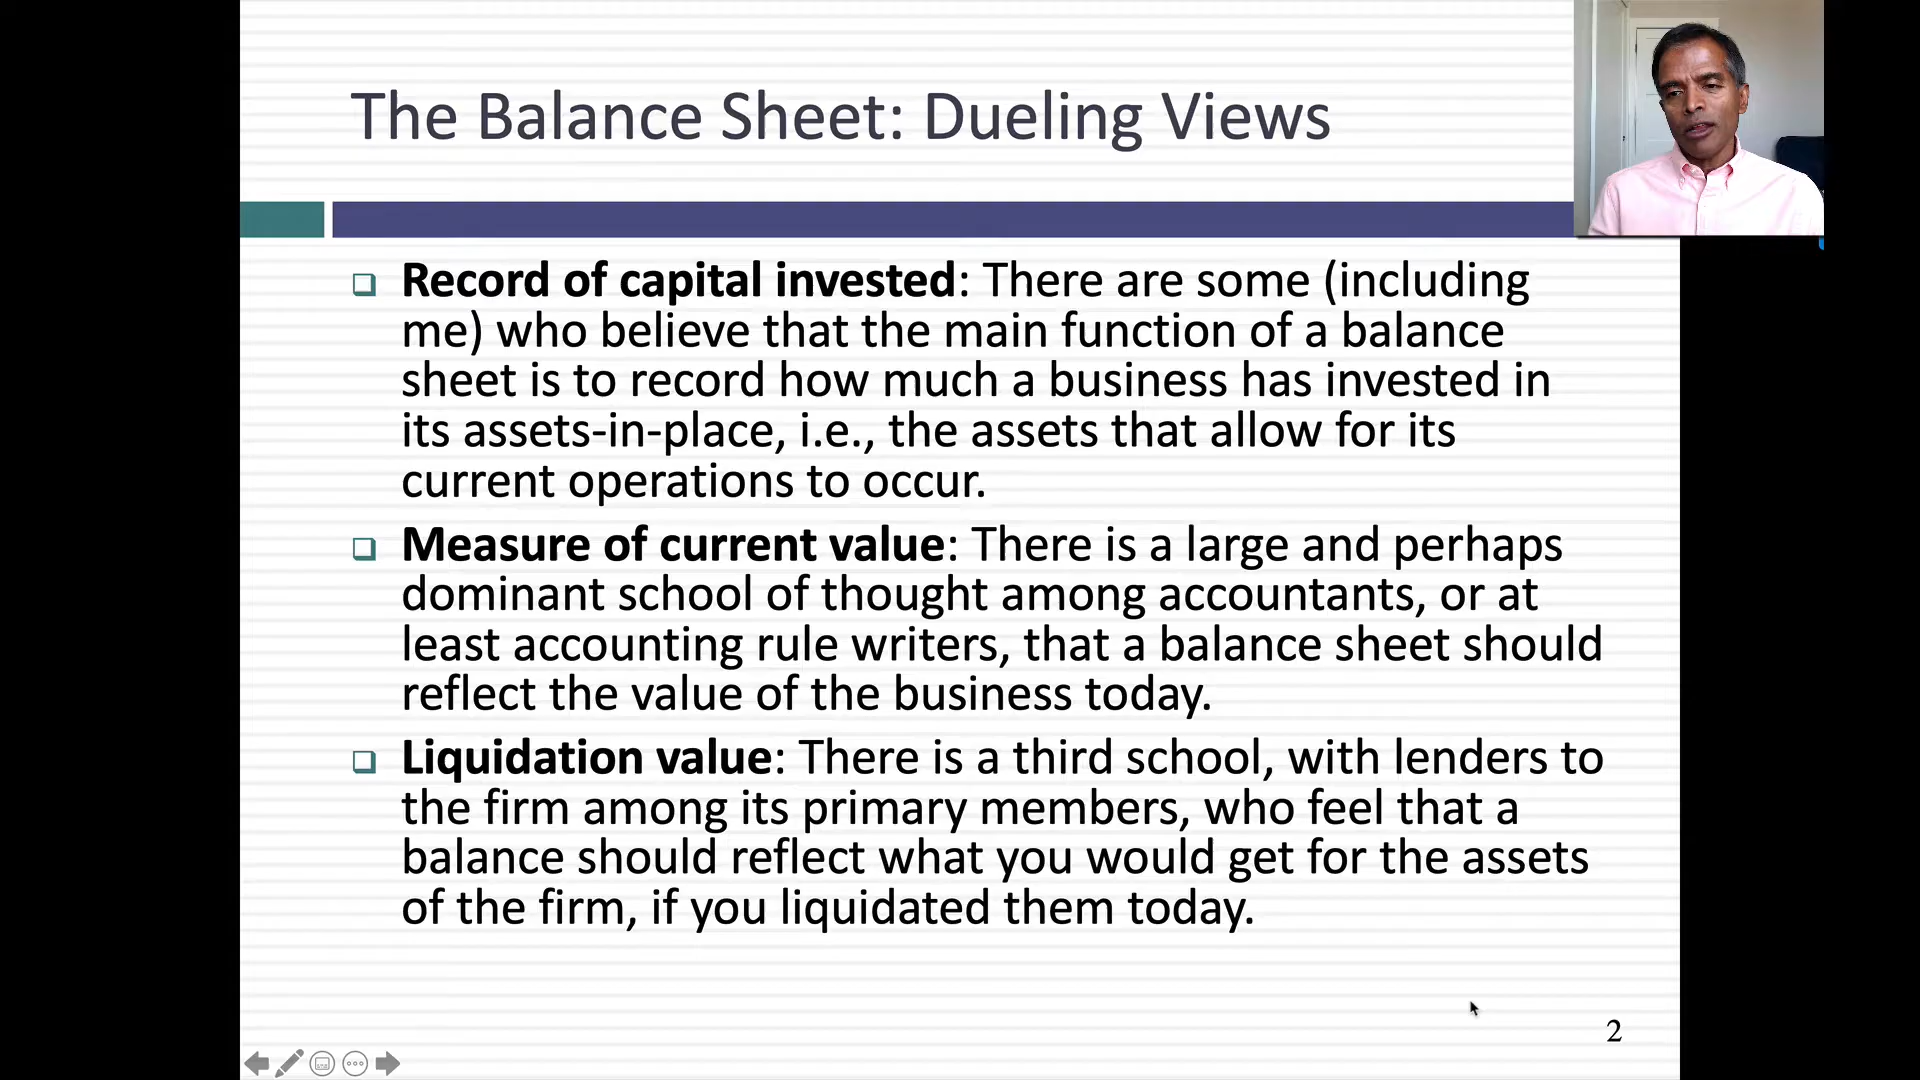 The Balance Sheet: Dueling Views
Record of capital invested: There are some (including
me) who believe that the main function of a balance
sheet is to record how much a business has invested in
its assets-in-place, i.e., the assets that allow for its
current operations to occur.
Measure of current value: There is a large and perhaps
dominant school of thought among accountants, or at
least accounting rule writers, that a balance sheet should
reflect the value of the business today.
Liquidation value: There is a third school, with lenders to
the firm among its primary members, who feel that a
balance should reflect what you would get for the assets
of the firm, if you liquidated them today.
2